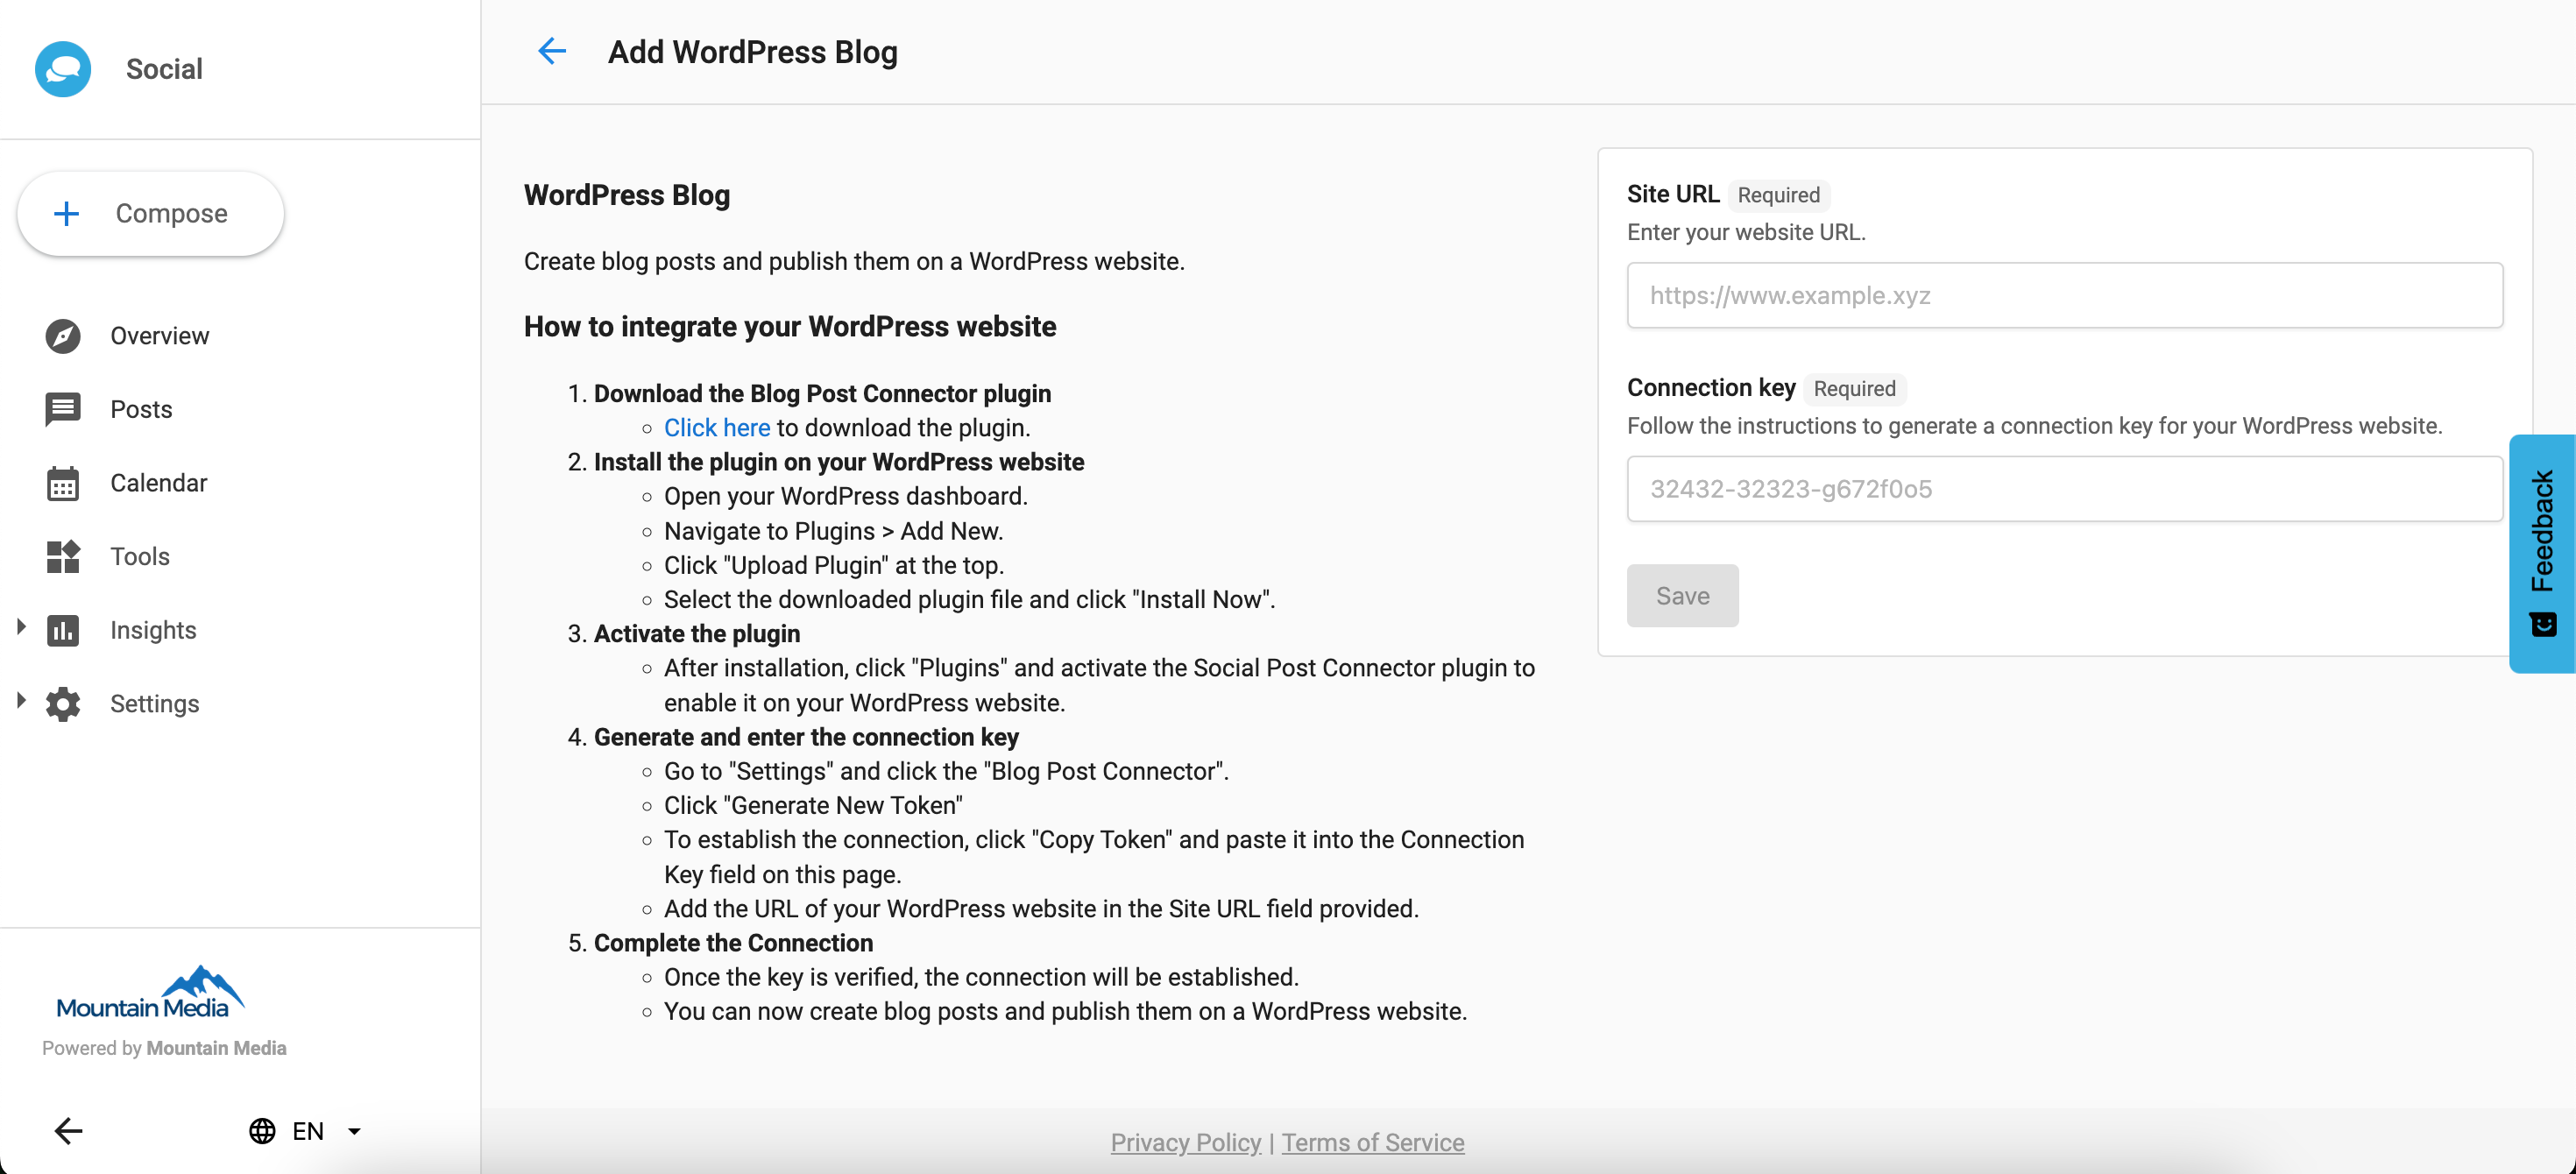 Social
Compose
Overview
Posts
Calendar
Tools
Insights
Settings
Mountain Media
Powered by Mountain Media
EN
Add WordPress Blog
WordPress Blog
Create blog posts and publish them on a WordPress website.
How to integrate your WordPress website
1. Download the Blog Post Connector plugin
Click here to download the plugin.
2. Install the plugin on your WordPress website
Open your WordPress dashboard.
Navigate to Plugins > Add New.
Click "Upload Plugin" at the top.
Select the downloaded plugin file and click "Install Now".
3. Activate the plugin
After installation, click "Plugins" and activate the Social Post Connector plugin to
enable it on your WordPress website.
4. Generate and enter the connection key
Go to "Settings" and click the "Blog Post Connector".
Click "Generate New Token"
To establish the connection, click "Copy Token" and paste it into the Connection
Key field on this page.
Add the URL of your WordPress website in the Site URL field provided.
5. Complete the Connection
Once the key is verified, the connection will be established.
You can now create blog posts and publish them on a WordPress website.
Site URL Required
Enter your website URL.
https://www.example.xyz
Connection key Required
Follow the instructions to generate a connection key for your WordPress website.
32432-32323-g672f0o5
Save
Feedback
Privacy Policy | Terms of Service